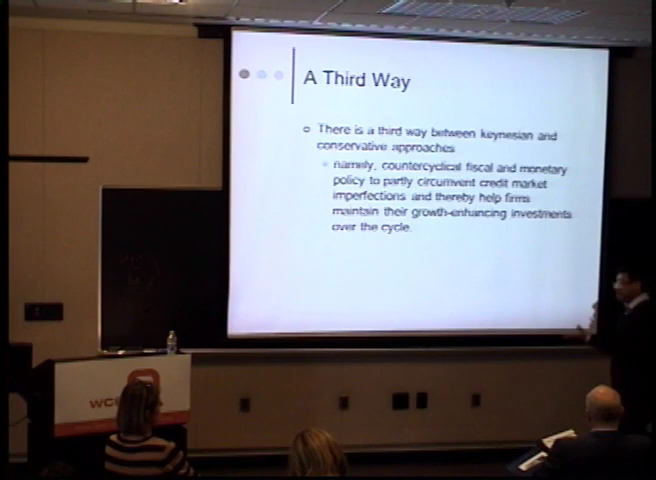 A Third Way
There is a third way between keynesian and
conservative approaches
namely, countercyclical fiscal and monetary
policy to partly circumvent credit market
imperfections and thereby help firms
maintain their growth-enhancing investments
over the cycle.